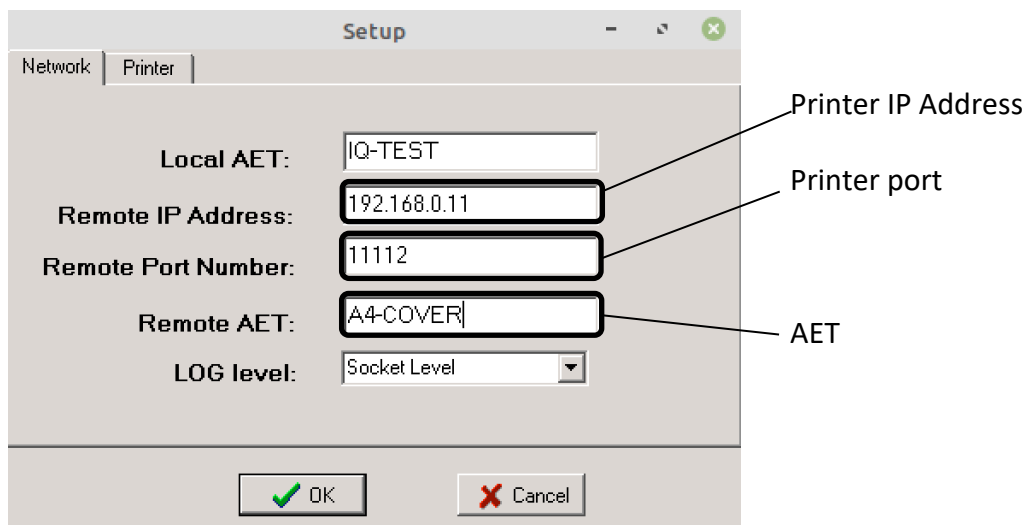 Setup
Network Printer
Printer IP Address
Local AET: IQ-TEST
Printer port
Remote IP Address: 192.168.0.11
Remote Port Number: 11112
Remote AET: A4-COVER
AET
LOG level: Socket Level
OK Cancel